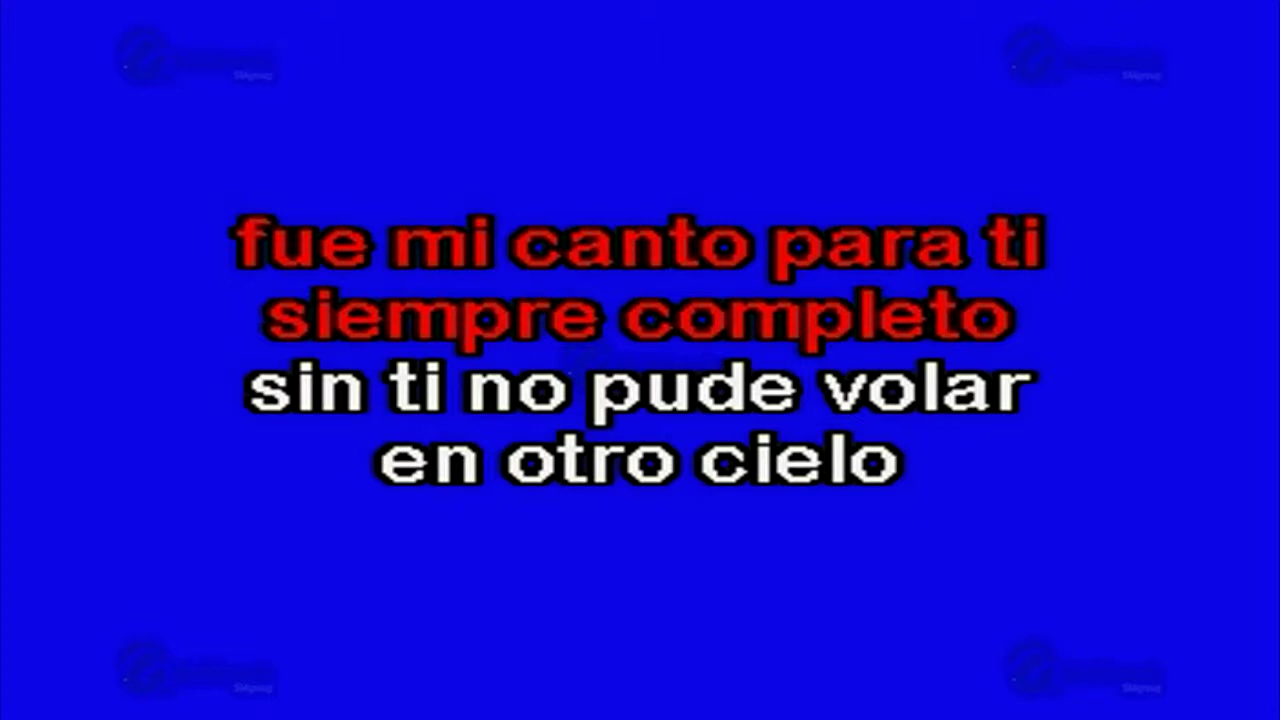 fue mi canto para ti
siempre completo
sin ti no pude volar
en otro cielo